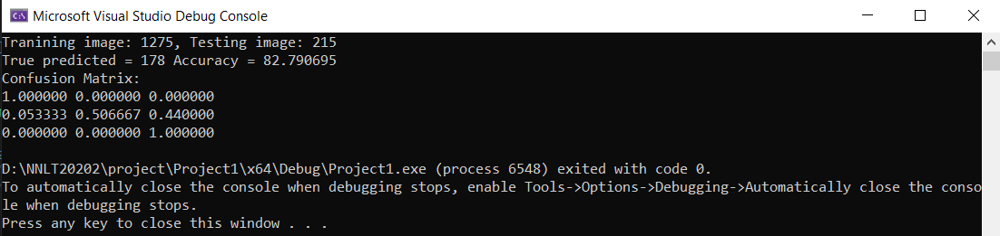 Microsoft Visual Studio Debug Console
Tranining image: 1275, Testing image: 215
True predicted = 178 Accuracy = 82.790695
Confusion Matrix:
1.000000 0.000000 0.000000
0.053333 0.506667 0.440000
0.000000 0.000000 1.000000
D:\NNLT20202\project\Project1\x64\Debug\Project1.exe (process 6548) exited with code 0.
To automatically close the console when debugging stops, enable Tools->Options->Debugging->Automatically close the conso
le when debugging stops.
Press any key to close this window . . .